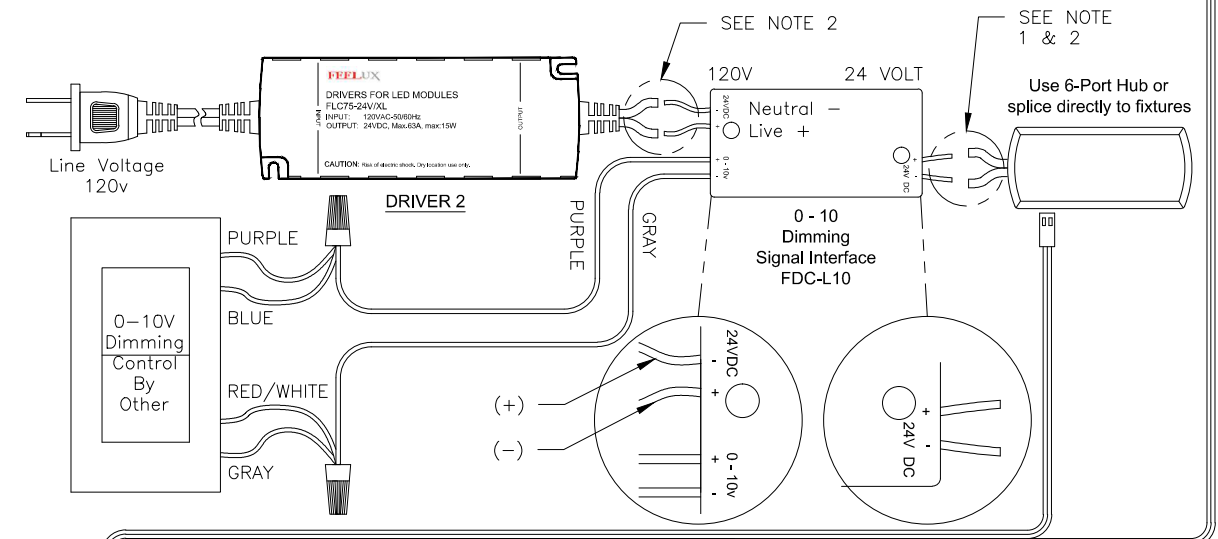 SEE NOTE 2
SEE NOTE
1 & 2
FEELUX
DRIVERS FOR LED MODULES
FLC75-24V/XL
INPUT: 120VAC-50/60Hz
OUTPUT: 24VDC, Max.63A, max:15W
CAUTION: Risk of electric shock. Dry location use only.
INPUT
OUTPUT
DRIVER 2
Line Voltage
120v
120V
24 VOLT
24VDC
-
+
Neutral -
Live +
0 - 10v
+
-
+
-
24V DC
Use 6-Port Hub or
splice directly to fixtures
0 - 10
Dimming
Signal Interface
FDC-L10
PURPLE
GRAY
PURPLE
BLUE
0-10V
Dimming
Control
By
Other
RED/WHITE
GRAY
(+)
(-)
24VDC
-
+
+
0 - 10v
-
+
-
24V DC